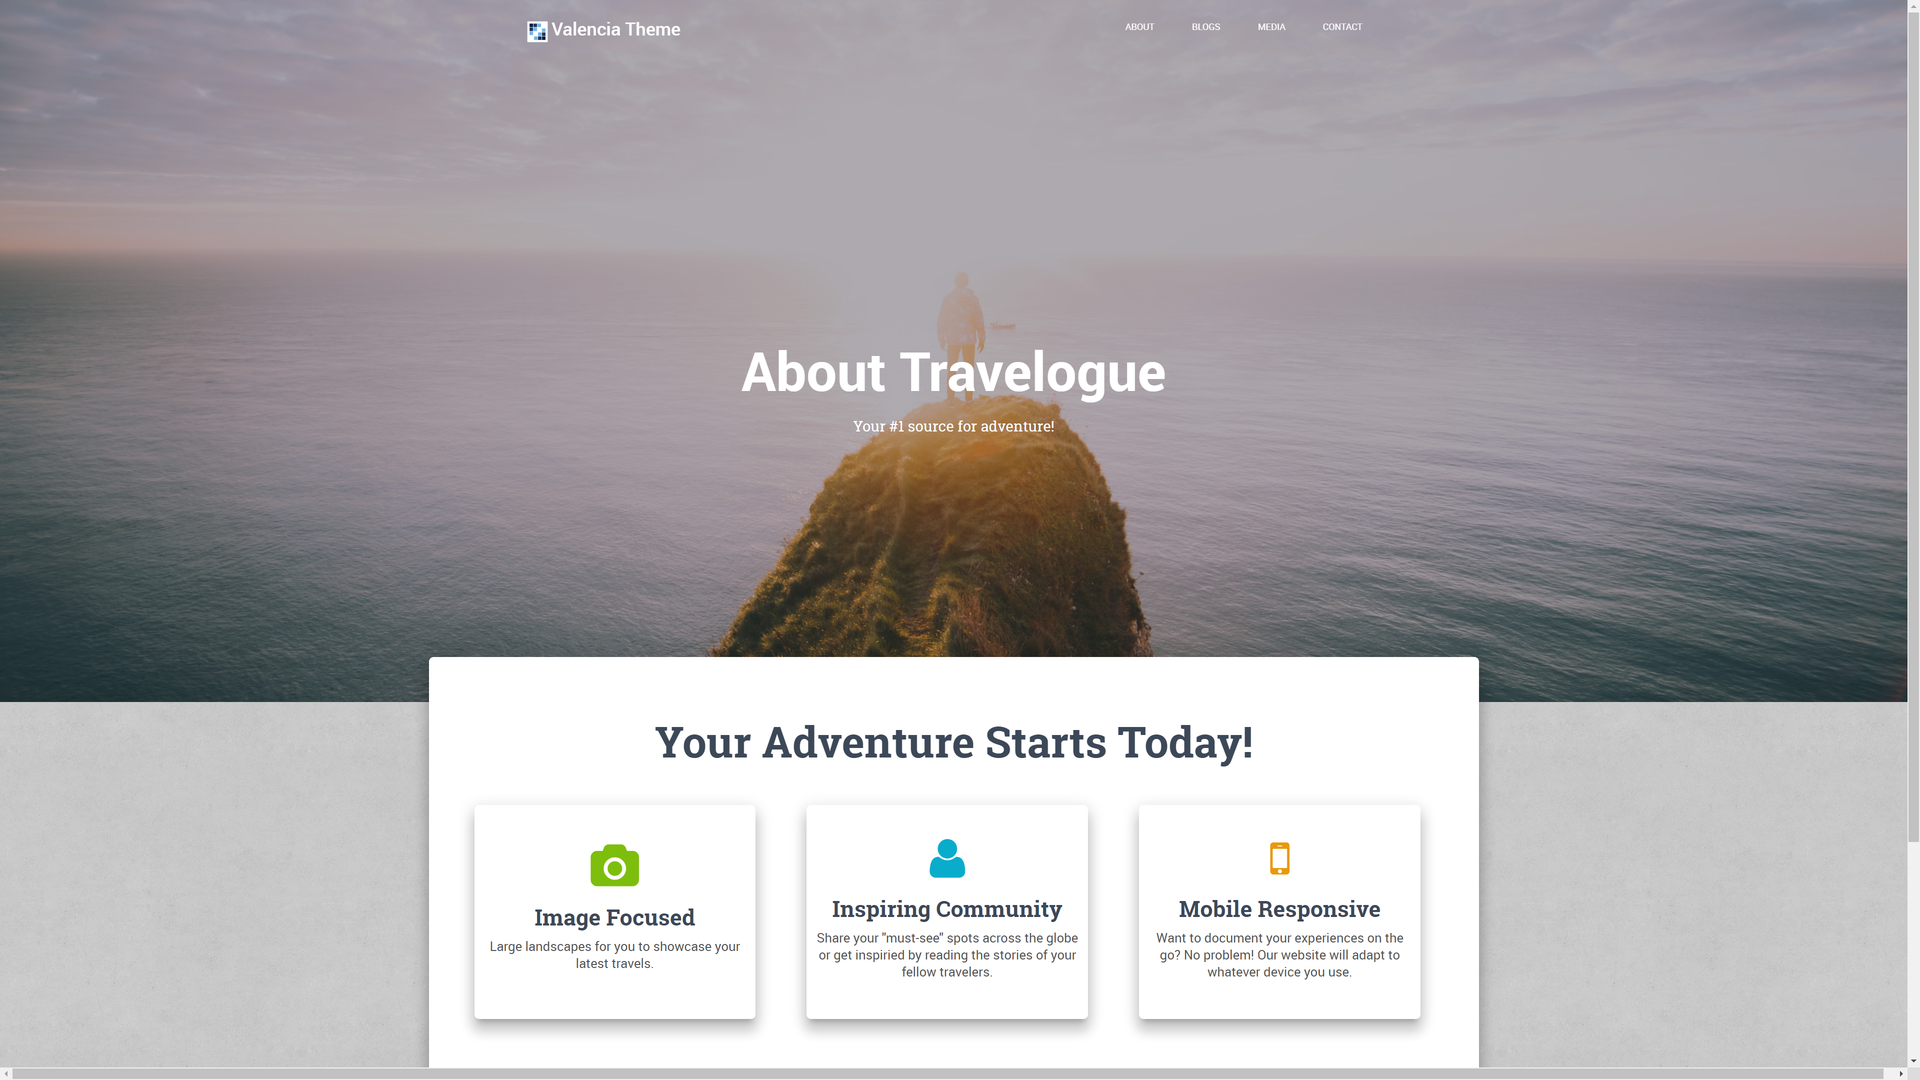 Valencia Theme
ABOUT
BLOGS
MEDIA
CONTACT
About Travelogue
Your #1 source for adventure!
Your Adventure Starts Today!
Image Focused
Large landscapes for you to showcase your
latest travels.
Inspiring Community
Share your "must-see" spots across the globe
or get inspiried by reading the stories of your
fellow travelers.
Mobile Responsive
Want to document your experiences on the
go? No problem! Our website will adapt to
whatever device you use.